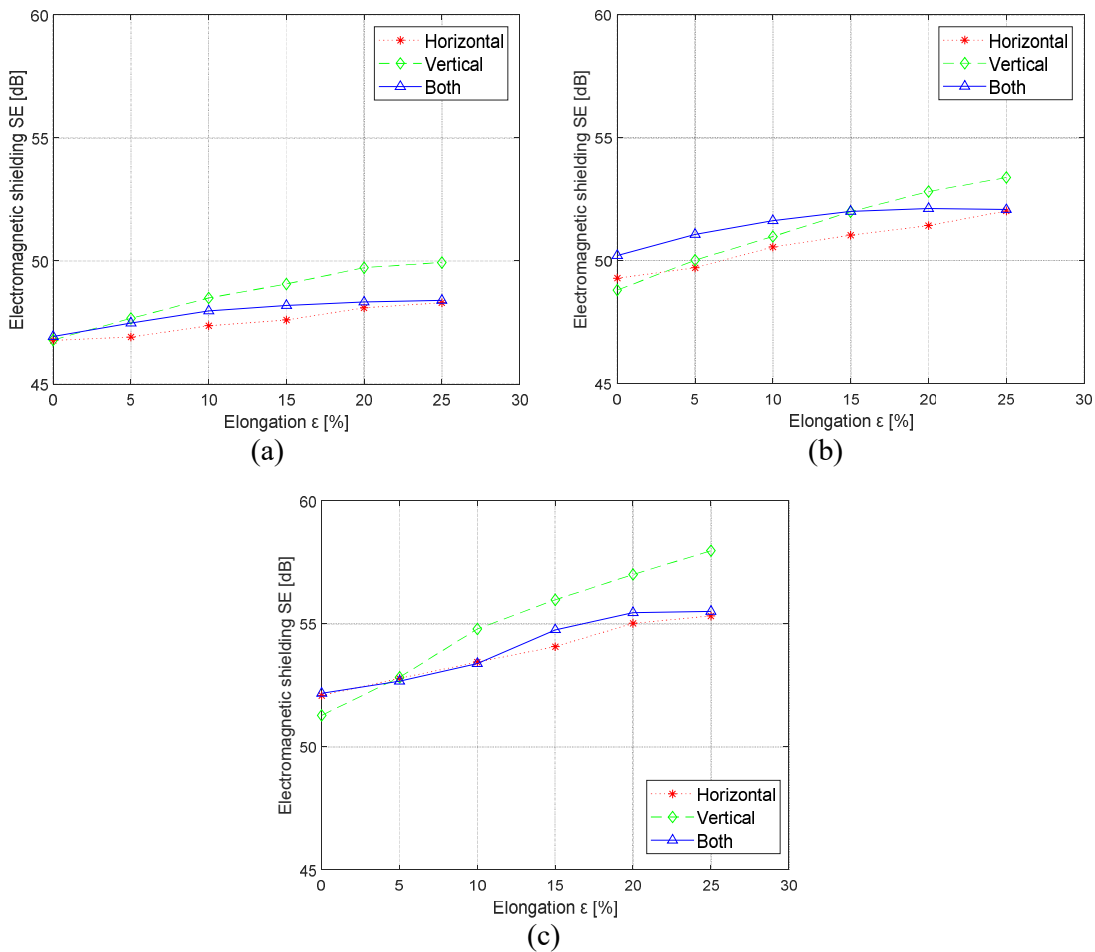 60
55
50
45
Electromagnetic shielding SE [dB]
Horizontal
Vertical
Both
0 5 10 15 20 25 30
Elongation ε [%]
(a)
60
55
50
45
Electromagnetic shielding SE [dB]
Horizontal
Vertical
Both
0 5 10 15 20 25 30
Elongation ε [%]
(b)
60
55
50
45
Electromagnetic shielding SE [dB]
Horizontal
Vertical
Both
0 5 10 15 20 25 30
Elongation ε [%]
(c)